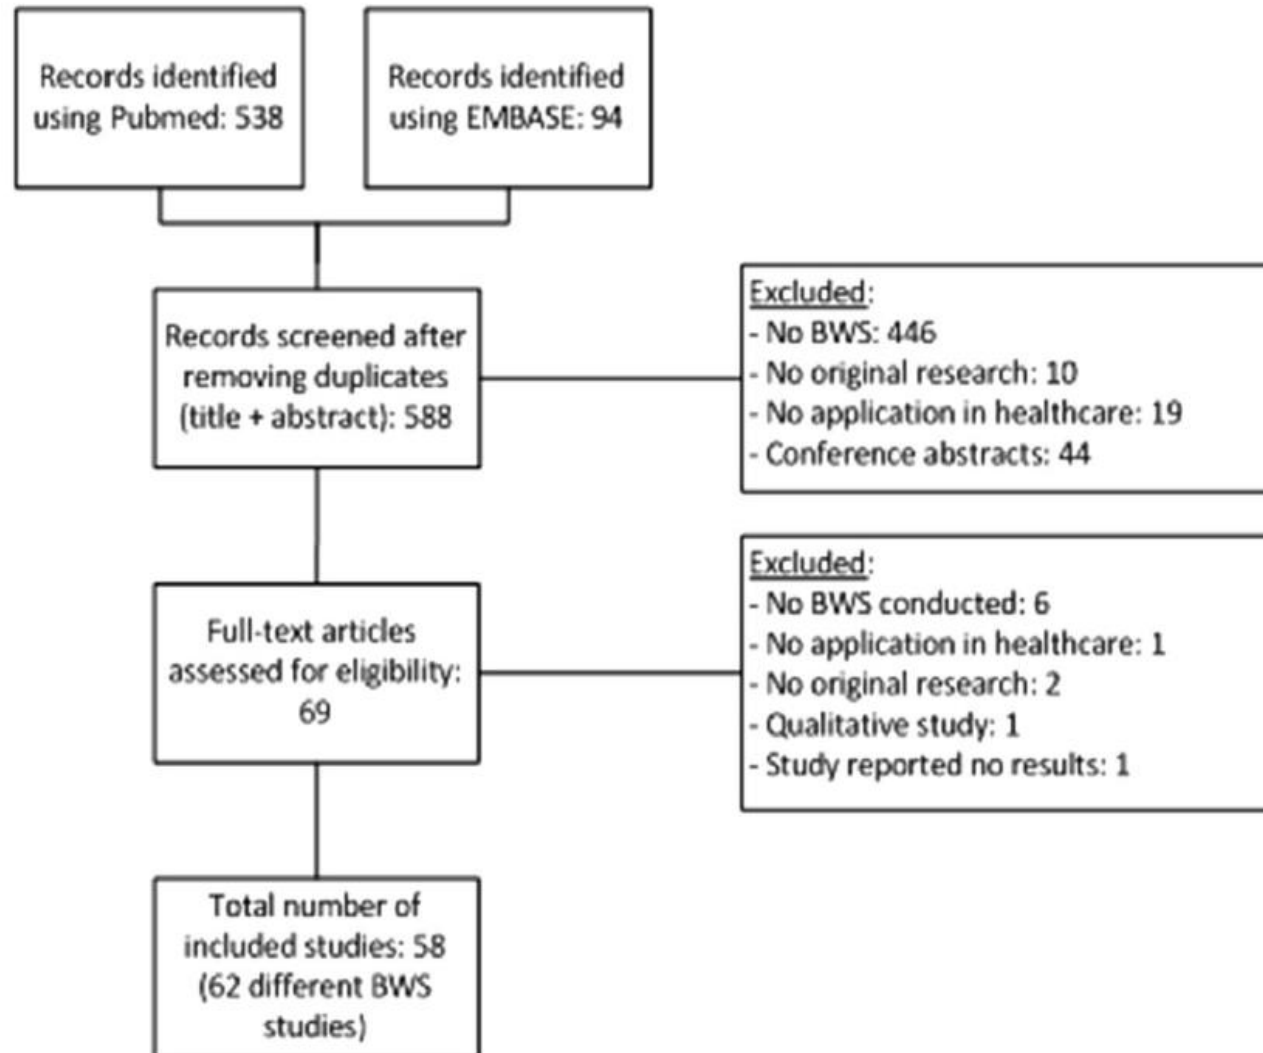 Records identified
using Pubmed: 538
Records identified
using EMBASE: 94
Records screened after
removing duplicates
(title + abstract): 588
Excluded:
- No BWS: 446
- No original research: 10
- No application in healthcare: 19
- Conference abstracts: 44
Full-text articles
assessed for eligibility:
69
Excluded:
- No BWS conducted: 6
- No application in healthcare: 1
- No original research: 2
- Qualitative study: 1
- Study reported no results: 1
Total number of
included studies: 58
(62 different BWS
studies)